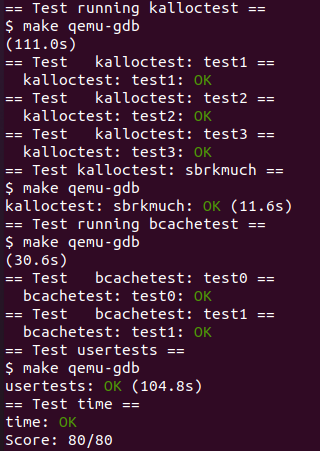 == Test running kalloctest ==
$ make qemu-gdb
(111.0s)
== Test   kalloctest: test1 ==
  kalloctest: test1: OK
== Test   kalloctest: test2 ==
  kalloctest: test2: OK
== Test   kalloctest: test3 ==
  kalloctest: test3: OK
== Test kalloctest: sbrkmuch ==
$ make qemu-gdb
kalloctest: sbrkmuch: OK (11.6s)
== Test running bcachetest ==
$ make qemu-gdb
(30.6s)
== Test   bcachetest: test0 ==
  bcachetest: test0: OK
== Test   bcachetest: test1 ==
  bcachetest: test1: OK
== Test usertests ==
$ make qemu-gdb
usertests: OK (104.8s)
== Test time ==
time: OK
Score: 80/80